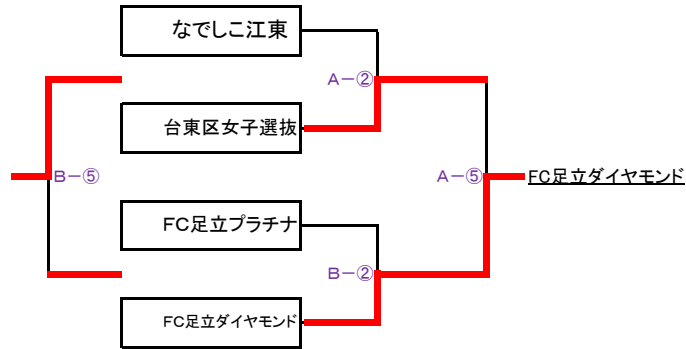 なでしこ江東
A－②
台東区女子選抜
B－⑤
A－⑤
FC足立ダイヤモンド
FC足立プラチナ
B－②
FC足立ダイヤモンド